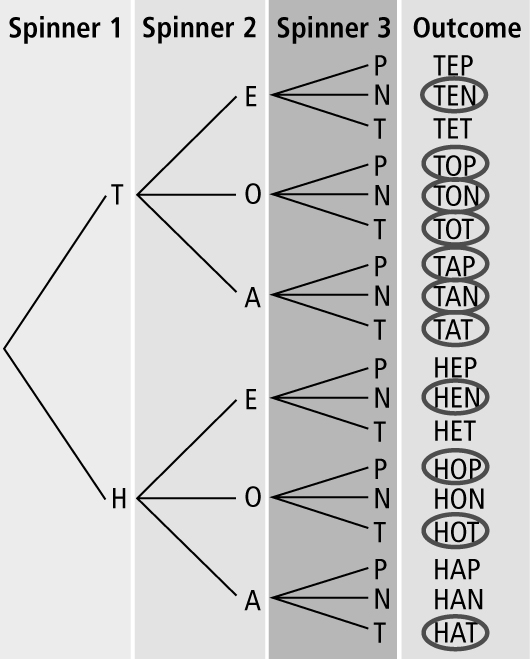 Spinner 1 Spinner 2 Spinner 3 Outcome
P TEP
E N TEN
T TET
P TOP
T O N TON
T TOT
P TAP
A N TAN
T TAT
P HEP
E N HEN
T HET
P HOP
H O N HON
T HOT
P HAP
A N HAN
T HAT